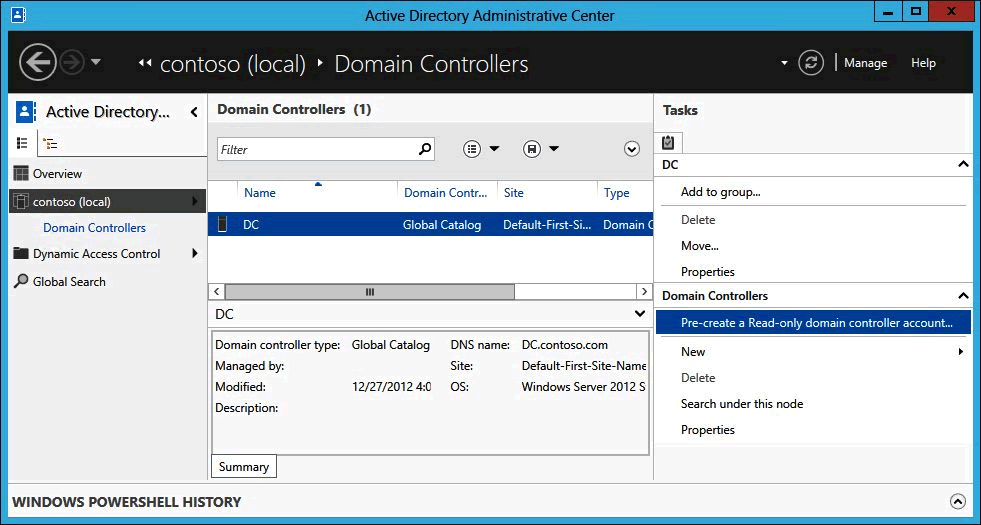 Active Directory Administrative Center
contoso (local) Domain Controllers
Manage
Help
Active Directory...
Overview
contoso (local)
Domain Controllers
Dynamic Access Control
Global Search
Domain Controllers (1)
Filter
Name Domain Contr... Site Type
DC Global Catalog Default-First-Si... Domain C
DC
Domain controller type: Global Catalog DNS name: DC.contoso.com
Managed by: Site: Default-First-Site-Name
Modified: 12/27/2012 4:0 OS: Windows Server 2012 S
Description:
Summary
Tasks
DC
Add to group...
Delete
Move...
Properties
Domain Controllers
Pre-create a Read-only domain controller account...
New
Delete
Search under this node
Properties
WINDOWS POWERSHELL HISTORY